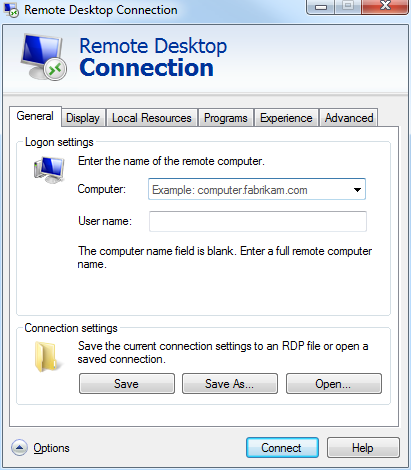 Remote Desktop Connection
Remote Desktop
Connection
General Display Local Resources Programs Experience Advanced
Logon settings
Enter the name of the remote computer.
Computer: Example: computer.fabrikam.com
User name:
The computer name field is blank. Enter a full remote computer
name.
Connection settings
Save the current connection settings to an RDP file or open a
saved connection.
Save Save As... Open...
Options Connect Help